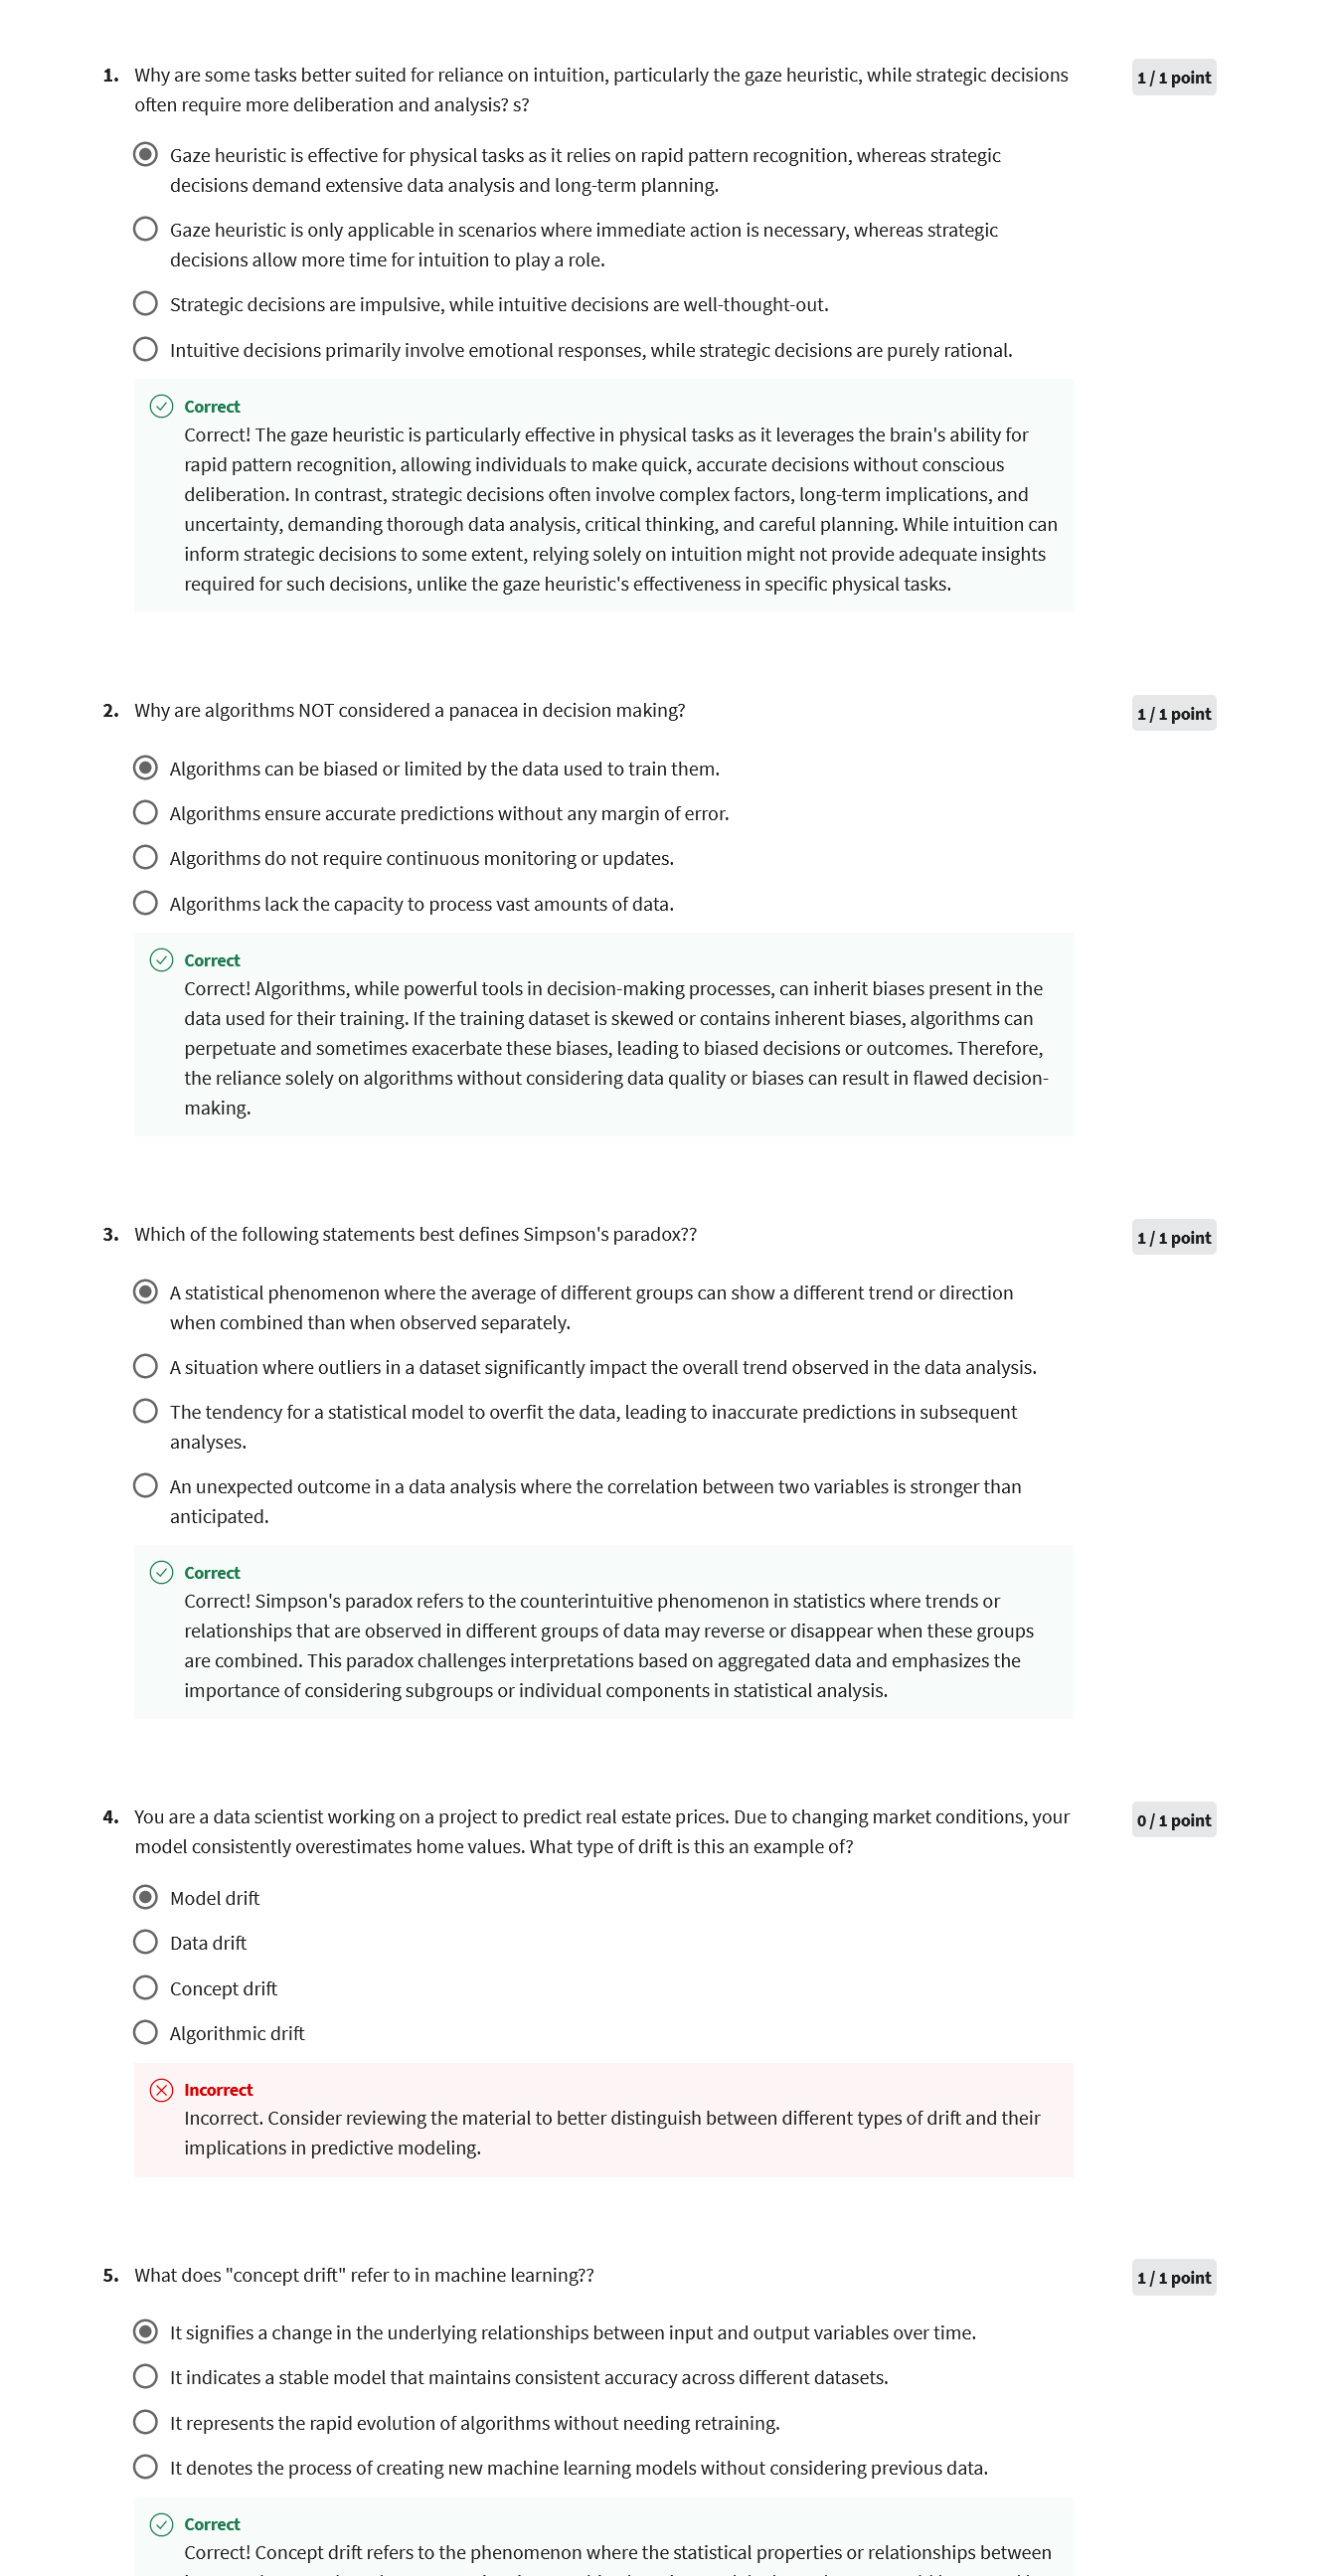 1. Why are some tasks better suited for reliance on intuition, particularly the gaze heuristic, while strategic decisions
often require more deliberation and analysis? s?
1 / 1 point
Gaze heuristic is effective for physical tasks as it relies on rapid pattern recognition, whereas strategic
decisions demand extensive data analysis and long-term planning.
Gaze heuristic is only applicable in scenarios where immediate action is necessary, whereas strategic
decisions allow more time for intuition to play a role.
Strategic decisions are impulsive, while intuitive decisions are well-thought-out.
Intuitive decisions primarily involve emotional responses, while strategic decisions are purely rational.
Correct
Correct! The gaze heuristic is particularly effective in physical tasks as it leverages the brain's ability for
rapid pattern recognition, allowing individuals to make quick, accurate decisions without conscious
deliberation. In contrast, strategic decisions often involve complex factors, long-term implications, and
uncertainty, demanding thorough data analysis, critical thinking, and careful planning. While intuition can
inform strategic decisions to some extent, relying solely on intuition might not provide adequate insights
required for such decisions, unlike the gaze heuristic's effectiveness in specific physical tasks.
2. Why are algorithms NOT considered a panacea in decision making?
1 / 1 point
Algorithms can be biased or limited by the data used to train them.
Algorithms ensure accurate predictions without any margin of error.
Algorithms do not require continuous monitoring or updates.
Algorithms lack the capacity to process vast amounts of data.
Correct
Correct! Algorithms, while powerful tools in decision-making processes, can inherit biases present in the
data used for their training. If the training dataset is skewed or contains inherent biases, algorithms can
perpetuate and sometimes exacerbate these biases, leading to biased decisions or outcomes. Therefore,
the reliance solely on algorithms without considering data quality or biases can result in flawed decision-
making.
3. Which of the following statements best defines Simpson's paradox??
1 / 1 point
A statistical phenomenon where the average of different groups can show a different trend or direction
when combined than when observed separately.
A situation where outliers in a dataset significantly impact the overall trend observed in the data analysis.
The tendency for a statistical model to overfit the data, leading to inaccurate predictions in subsequent
analyses.
An unexpected outcome in a data analysis where the correlation between two variables is stronger than
anticipated.
Correct
Correct! Simpson's paradox refers to the counterintuitive phenomenon in statistics where trends or
relationships that are observed in different groups of data may reverse or disappear when these groups
are combined. This paradox challenges interpretations based on aggregated data and emphasizes the
importance of considering subgroups or individual components in statistical analysis.
4. You are a data scientist working on a project to predict real estate prices. Due to changing market conditions, your
model consistently overestimates home values. What type of drift is this an example of?
0 / 1 point
Model drift
Data drift
Concept drift
Algorithmic drift
Incorrect
Incorrect. Consider reviewing the material to better distinguish between different types of drift and their
implications in predictive modeling.
5. What does "concept drift" refer to in machine learning??
1 / 1 point
It signifies a change in the underlying relationships between input and output variables over time.
It indicates a stable model that maintains consistent accuracy across different datasets.
It represents the rapid evolution of algorithms without needing retraining.
It denotes the process of creating new machine learning models without considering previous data.
Correct
Correct! Concept drift refers to the phenomenon where the statistical properties or relationships between